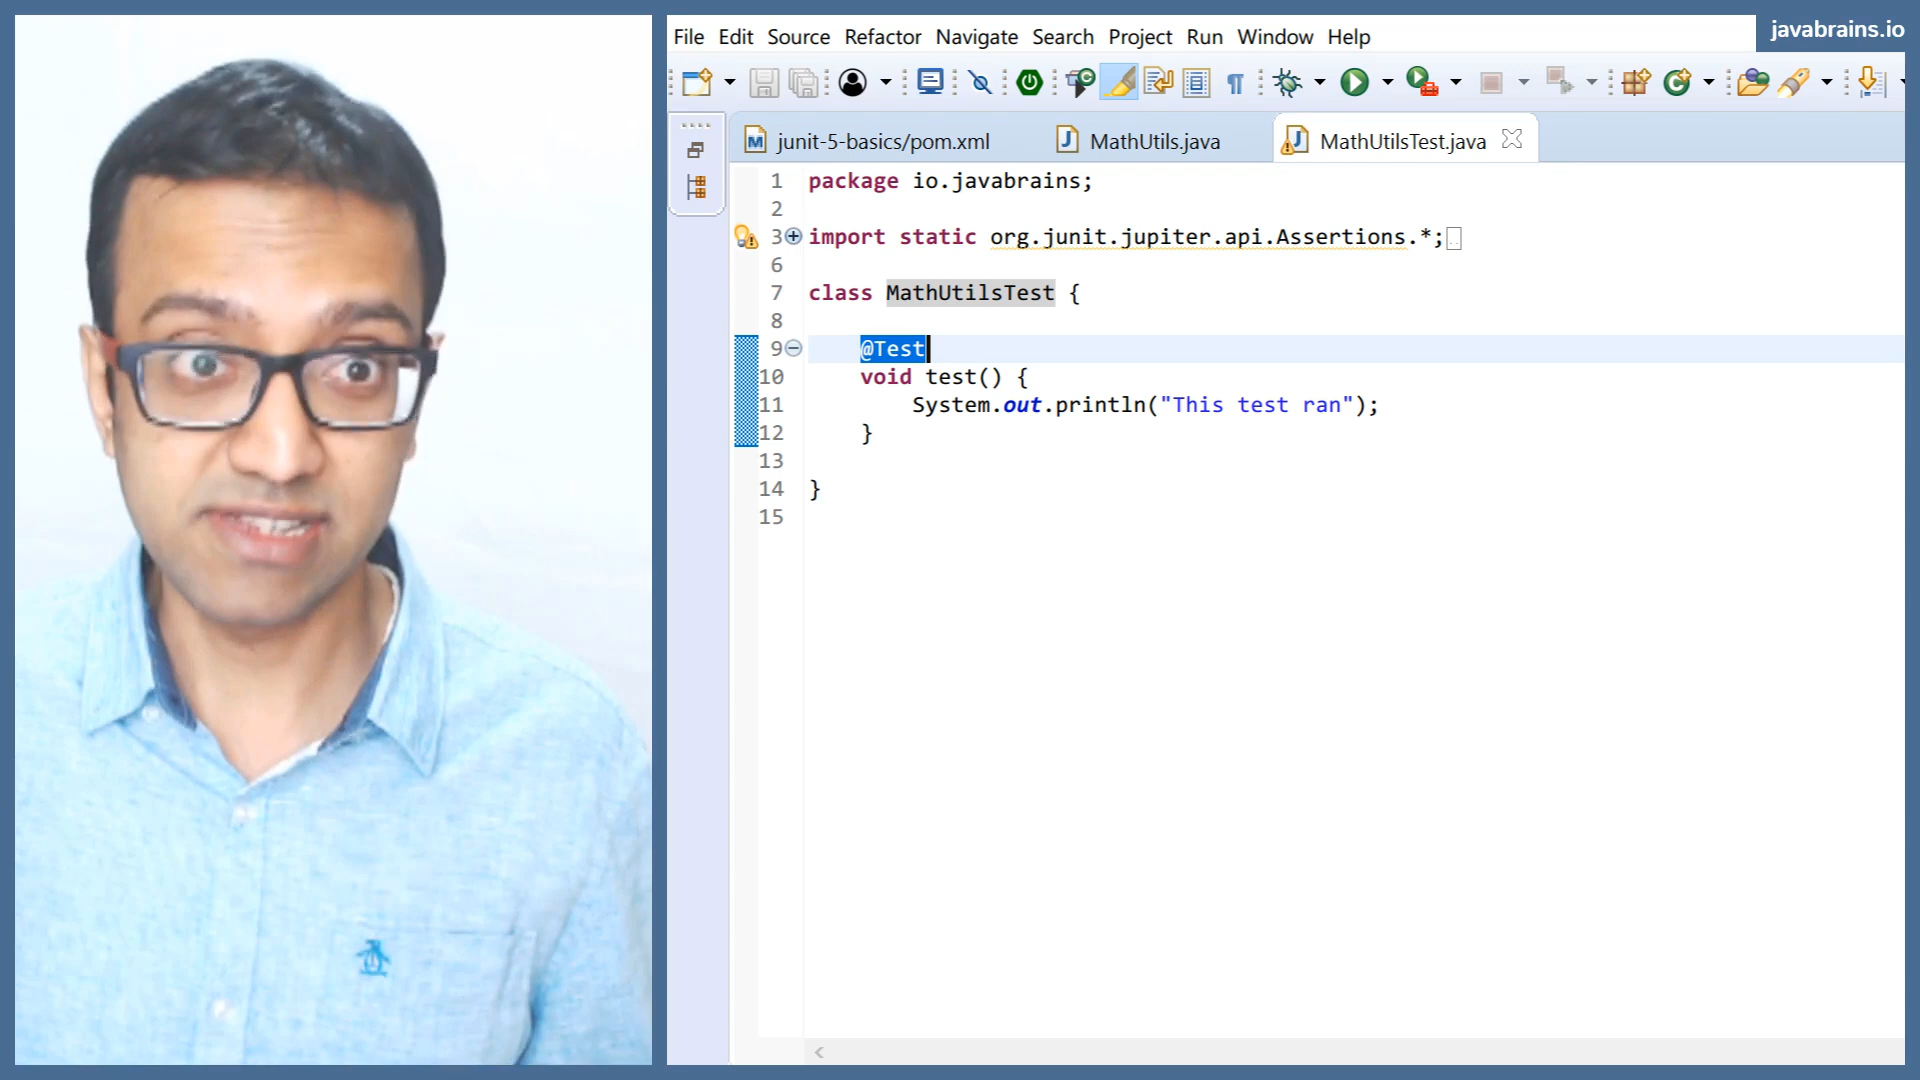 File Edit Source Refactor Navigate Search Project Run Window Help
javabrains.io
junit-5-basics/pom.xml MathUtils.java MathUtilsTest.java
1 package io.javabrains;
2
3 import static org.junit.jupiter.api.Assertions.*;
6
7 class MathUtilsTest {
8
9 @Test
10 void test() {
11 System.out.println("This test ran");
12 }
13
14 }
15